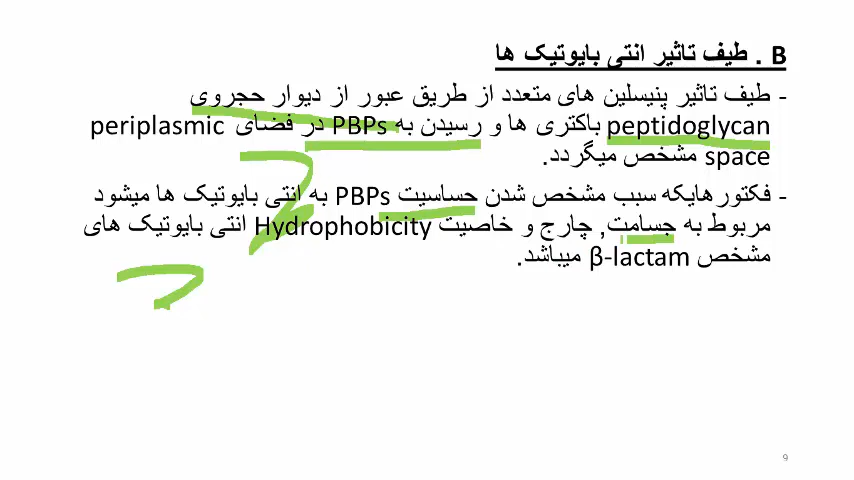 B . طیف تاثیر انتی بایوتیک ها
- طیف تاثیر پنیسلین های متعدد از طریق عبور از دیوار حجروی
peptidoglycan باکتری ها و رسیدن به PBPs در فضای periplasmic
space مشخص میگردد.
- فکتورهایکه سبب مشخص شدن حساسیت PBPs به انتی بایوتیک ها میشود
مربوط به جسامت, چارج و خاصیت Hydrophobicity انتی بایوتیک های
مشخص β-lactam میباشد.
9